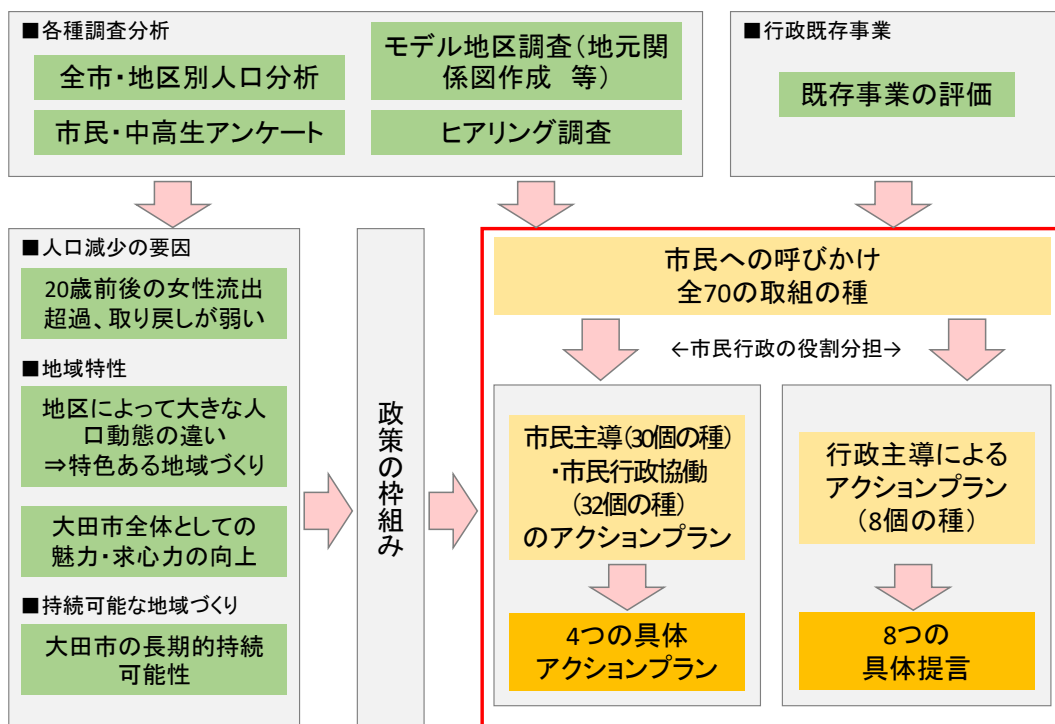 ■各種調査分析
全市・地区別人口分析
市民・中高生アンケート
モデル地区調査（地元関
係図作成　等）
ヒアリング調査
■行政既存事業
既存事業の評価
■人口減少の要因
20歳前後の女性流出
超過、取り戻しが弱い
■地域特性
地区によって大きな人
口動態の違い
⇒特色ある地域づくり
大田市全体としての
魅力・求心力の向上
■持続可能な地域づくり
大田市の長期的持続
可能性
政策の枠組み
市民への呼びかけ
全70の取組の種
←市民行政の役割分担→
市民主導（30個の種）
・市民行政協働
（32個の種）
のアクションプラン
4つの具体
アクションプラン
行政主導による
アクションプラン
（8個の種）
8つの
具体提言